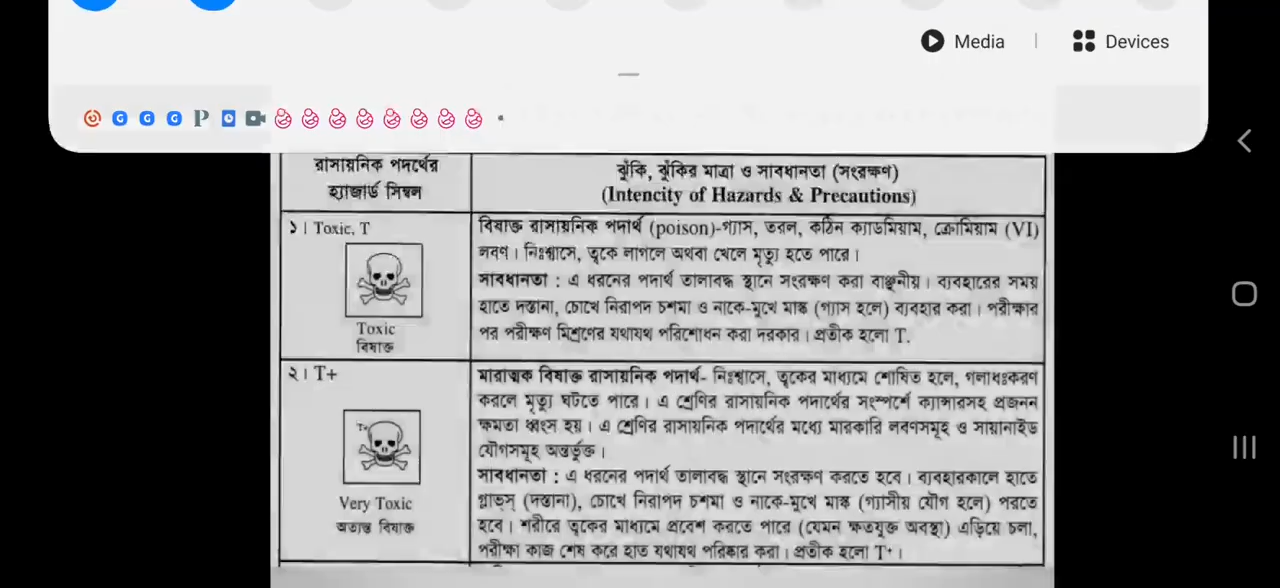 Media
Devices
রাসায়নিক পদার্থের
হ্যাজার্ড সিম্বল
ঝুঁকি, ঝুঁকির মাত্রা ও সাবধানতা (সংরক্ষণ)
(Intencity of Hazards & Precautions)
১। Toxic, T
Toxic
বিষাক্ত
বিষাক্ত রাসায়নিক পদার্থ (poison)-গ্যাস, তরল, কঠিন ক্যাডমিয়াম, ক্রোমিয়াম (VI)
লবণ। নিঃশ্বাসে, ত্বকে লাগলে অথবা খেলে মৃত্যু হতে পারে।
সাবধানতা : এ ধরনের পদার্থ তালাবদ্ধ স্থানে সংরক্ষণ করা বাঞ্ছনীয়। ব্যবহারের সময়
হাতে দস্তানা, চোখে নিরাপদ চশমা ও নাকে-মুখে মাস্ক (গ্যাস হলে) ব্যবহার করা। পরীক্ষার
পর পরীক্ষণ মিশ্রণের যথাযথ পরিশোধন করা দরকার। প্রতীক হলো T.
২। T+
T+
Very Toxic
অত্যন্ত বিষাক্ত
মারাত্মক বিষাক্ত রাসায়নিক পদার্থ- নিঃশ্বাসে, ত্বকের মাধ্যমে শোষিত হলে, গলাধঃকরণ
করলে মৃত্যু ঘটতে পারে। এ শ্রেণির রাসায়নিক পদার্থের সংস্পর্শে ক্যান্সারসহ প্রজনন
ক্ষমতা ধ্বংস হয়। এ শ্রেণির রাসায়নিক পদার্থের মধ্যে মারকারি লবণসমূহ ও সায়ানাইড
যৌগসমূহ অন্তর্ভুক্ত।
সাবধানতা : এ ধরনের পদার্থ তালাবদ্ধ স্থানে সংরক্ষণ করতে হবে। ব্যবহারকালে হাতে
গ্লাভস্ (দস্তানা), চোখে নিরাপদ চশমা ও নাকে-মুখে মাস্ক (গ্যাসীয় যৌগ হলে) পরতে
হবে। শরীরে ত্বকের মাধ্যমে প্রবেশ করতে পারে (যেমন ক্ষতযুক্ত অবস্থা) এড়িয়ে চলা,
পরীক্ষা কাজ শেষ করে হাত যথাযথ পরিষ্কার করা। প্রতীক হলো T+।